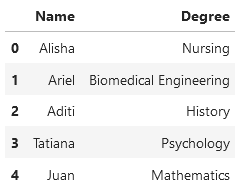 Name Degree
0 Alisha Nursing
1 Ariel Biomedical Engineering
2 Aditi History
3 Tatiana Psychology
4 Juan Mathematics